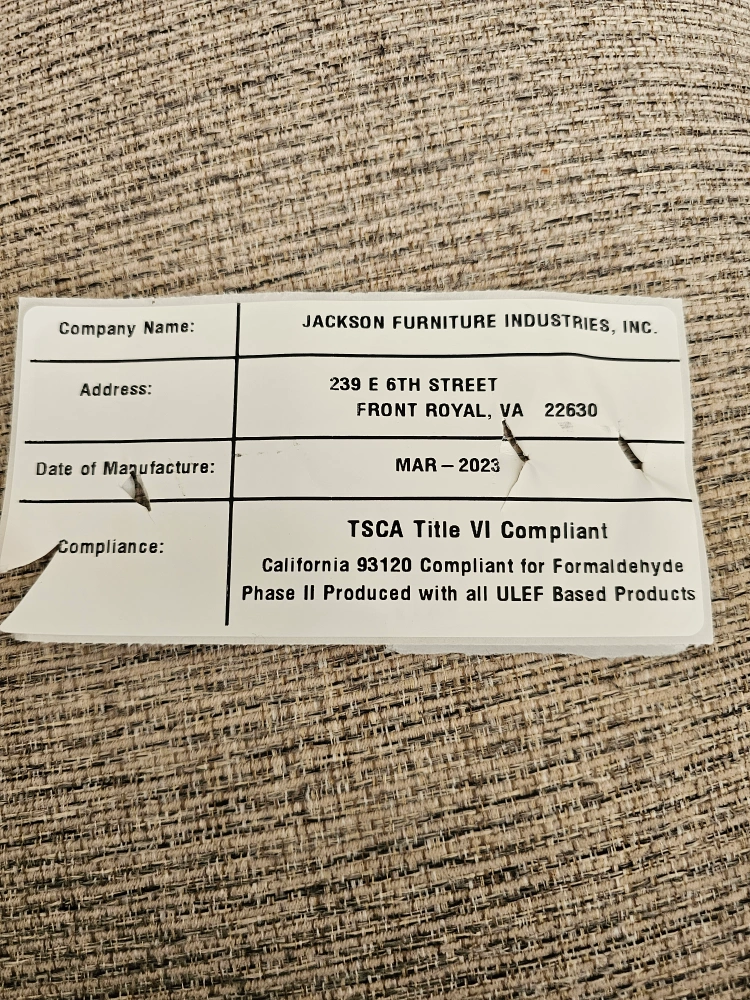 Company Name: JACKSON FURNITURE INDUSTRIES, INC.
Address: 239 E 6TH STREET
FRONT ROYAL, VA 22630
Date of Manufacture: MAR – 2023
Compliance: TSCA Title VI Compliant
California 93120 Compliant for Formaldehyde
Phase II Produced with all ULEF Based Products